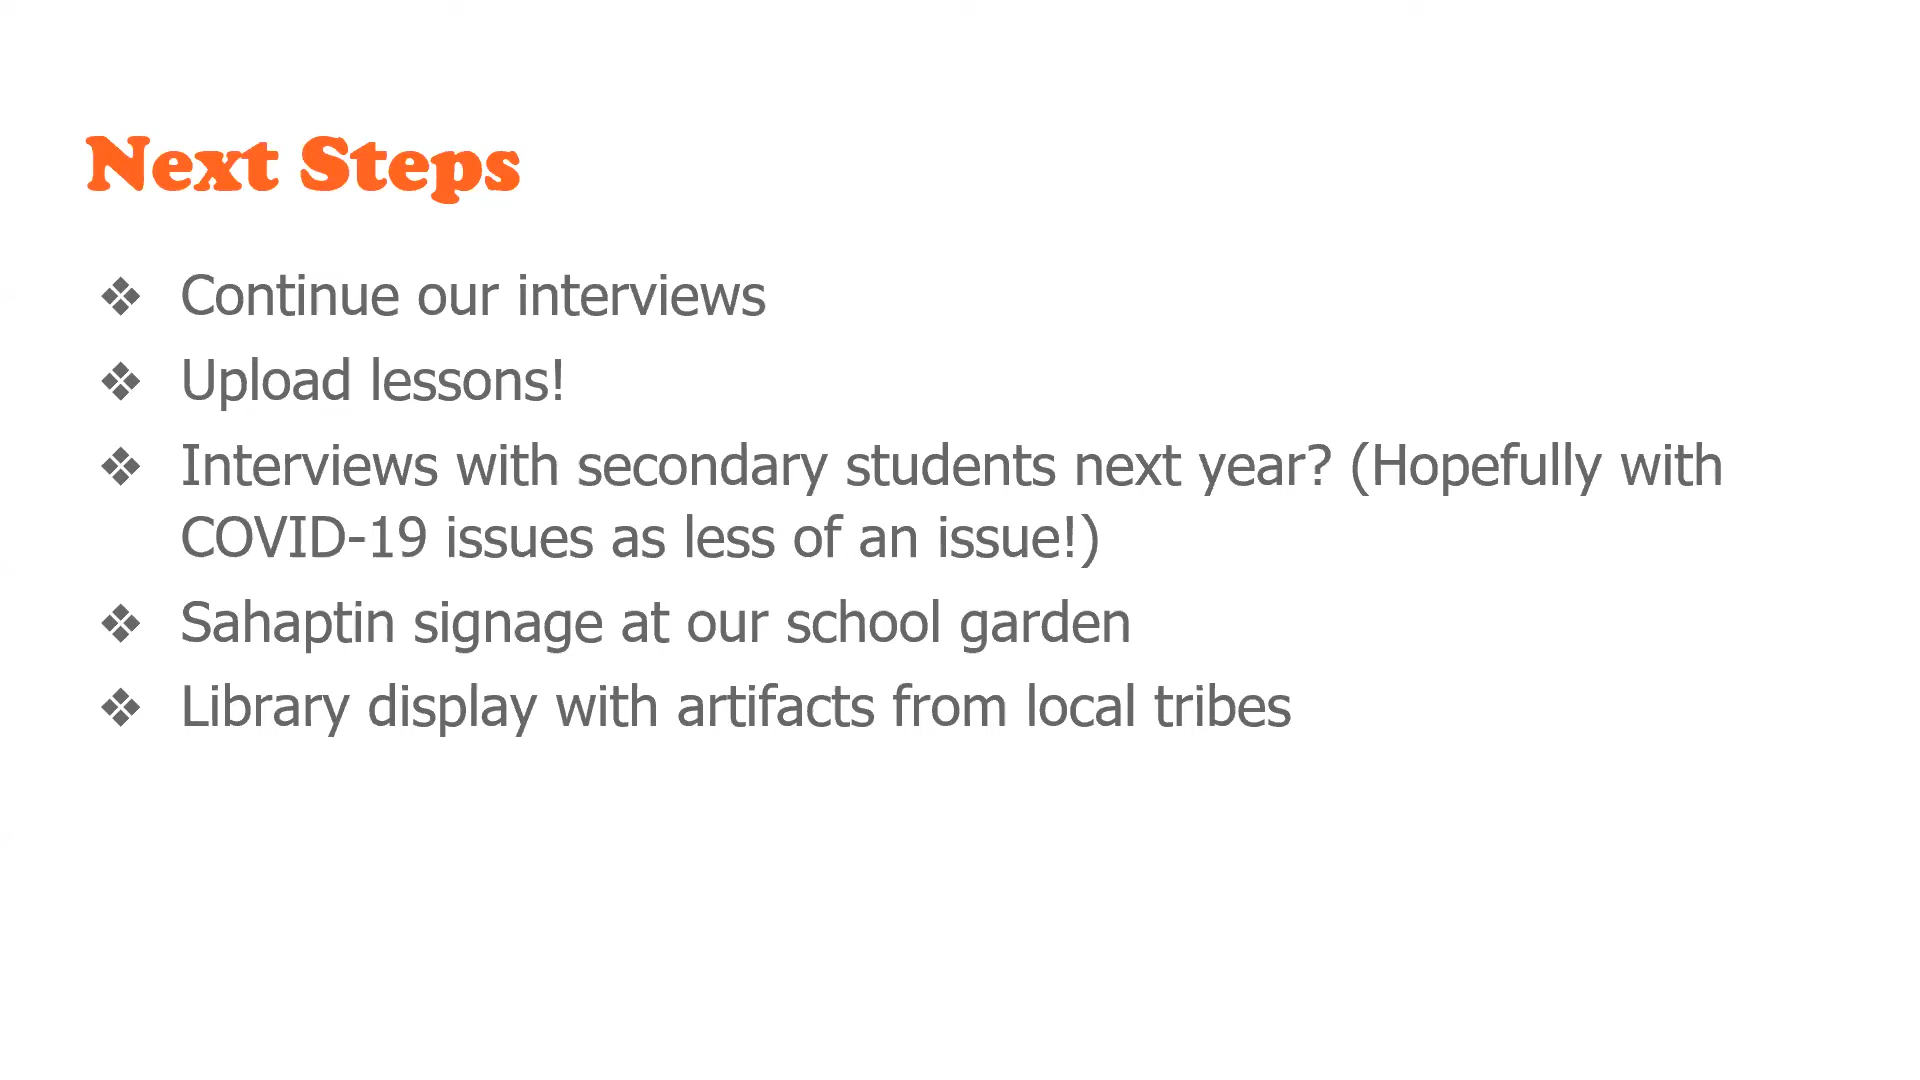 Next Steps
❖ Continue our interviews
❖ Upload lessons!
❖ Interviews with secondary students next year? (Hopefully with
COVID-19 issues as less of an issue!)
❖ Sahaptin signage at our school garden
❖ Library display with artifacts from local tribes